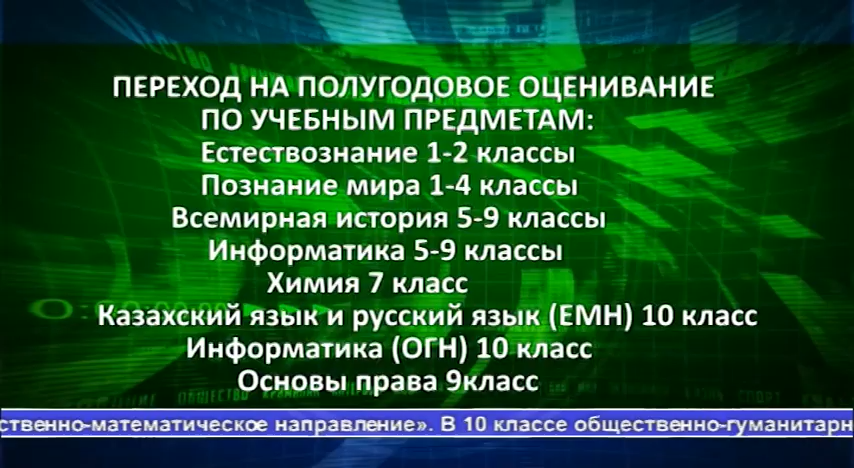 ПЕРЕХОД НА ПОЛУГОДОВОЕ ОЦЕНИВАНИЕ
ПО УЧЕБНЫМ ПРЕДМЕТАМ:
Естествознание 1-2 классы
Познание мира 1-4 классы
Всемирная история 5-9 классы
Информатика 5-9 классы
Химия 7 класс
Казахский язык и русский язык (ЕМН) 10 класс
Информатика (ОГН) 10 класс
Основы права 9класс
ственно-математическое направление». В 10 классе общественно-гуманитарн